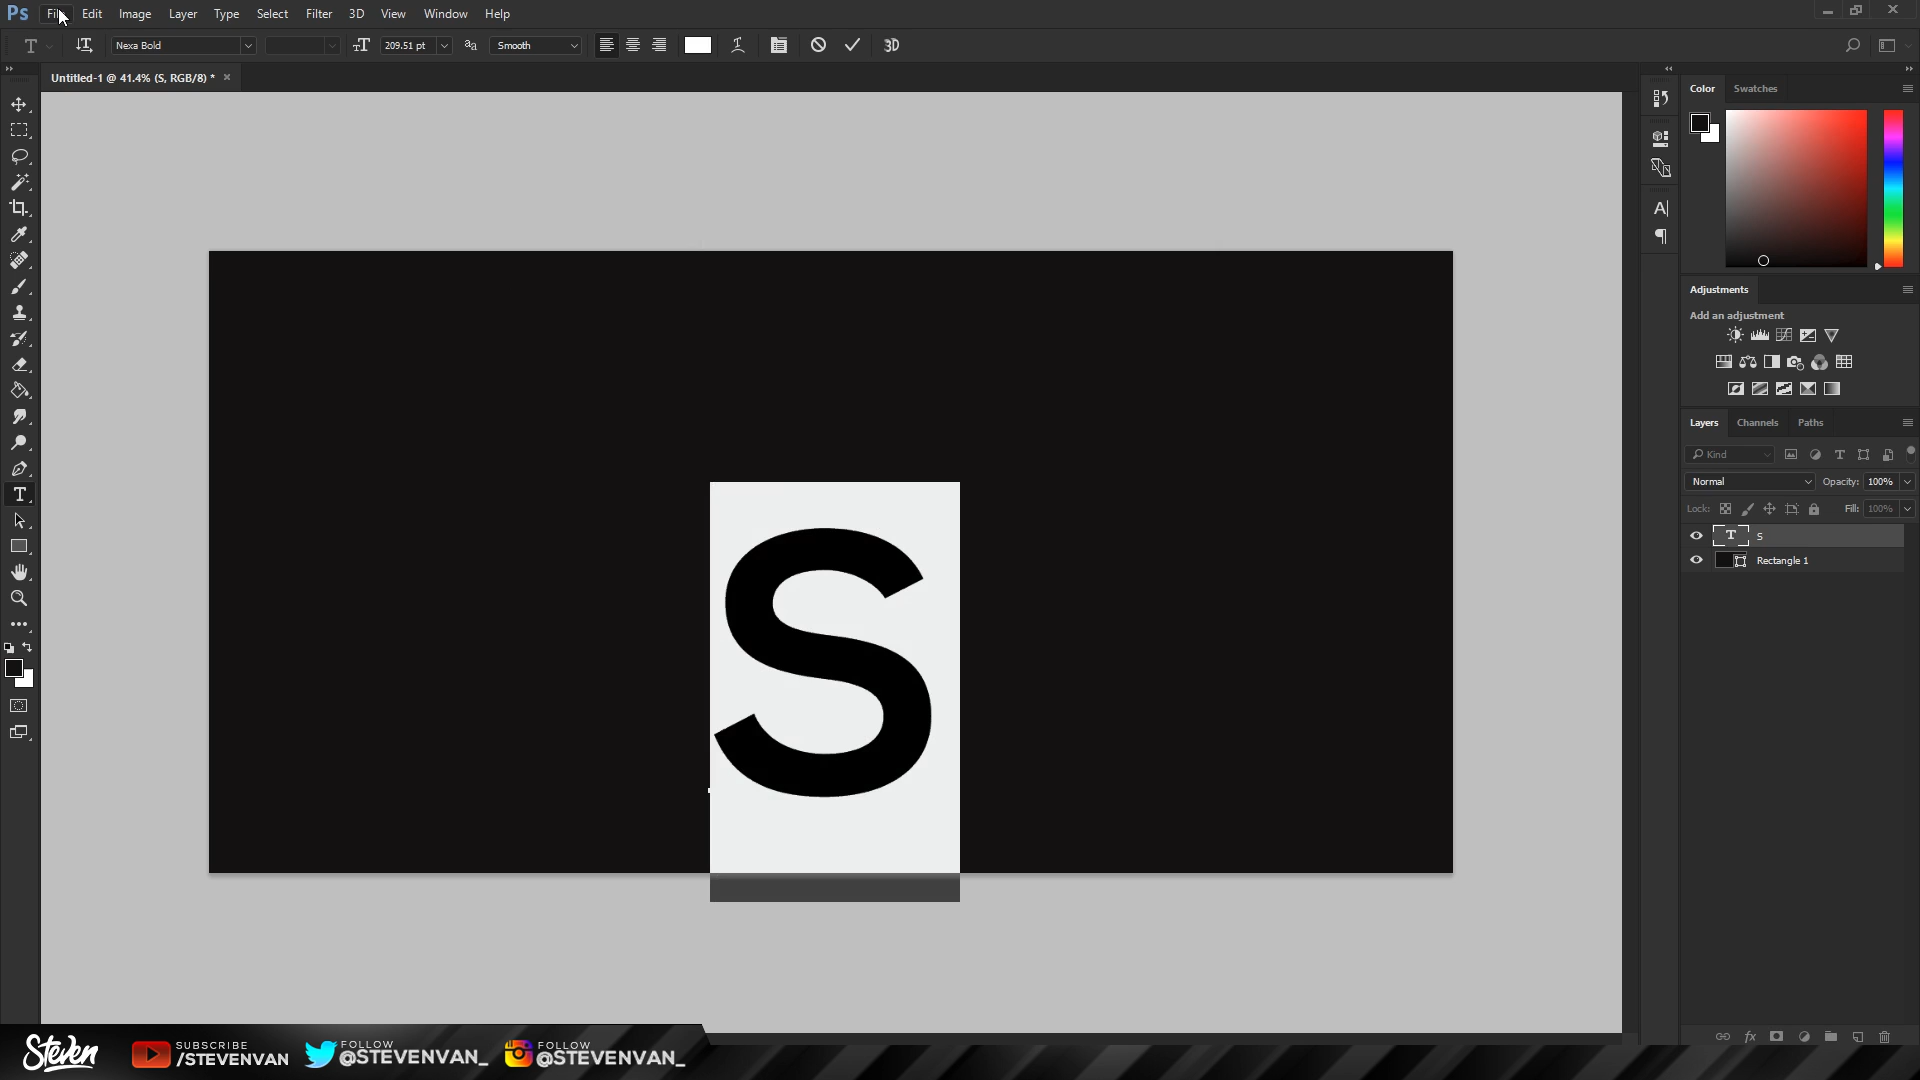 Ps File Edit Image Layer Type Select Filter 3D View Window Help
T Nexa Bold 209.51 pt aa Smooth 3D
Untitled-1 @ 41.4% (S, RGB/8) * ×
Color Swatches
Adjustments
Add an adjustment
Layers Channels Paths
Kind
Normal Opacity: 100%
Lock: Fill: 100%
T S
Rectangle 1
S
Steven SUBSCRIBE /STEVENVAN FOLLOW @STEVENVAN_ FOLLOW @STEVENVAN_